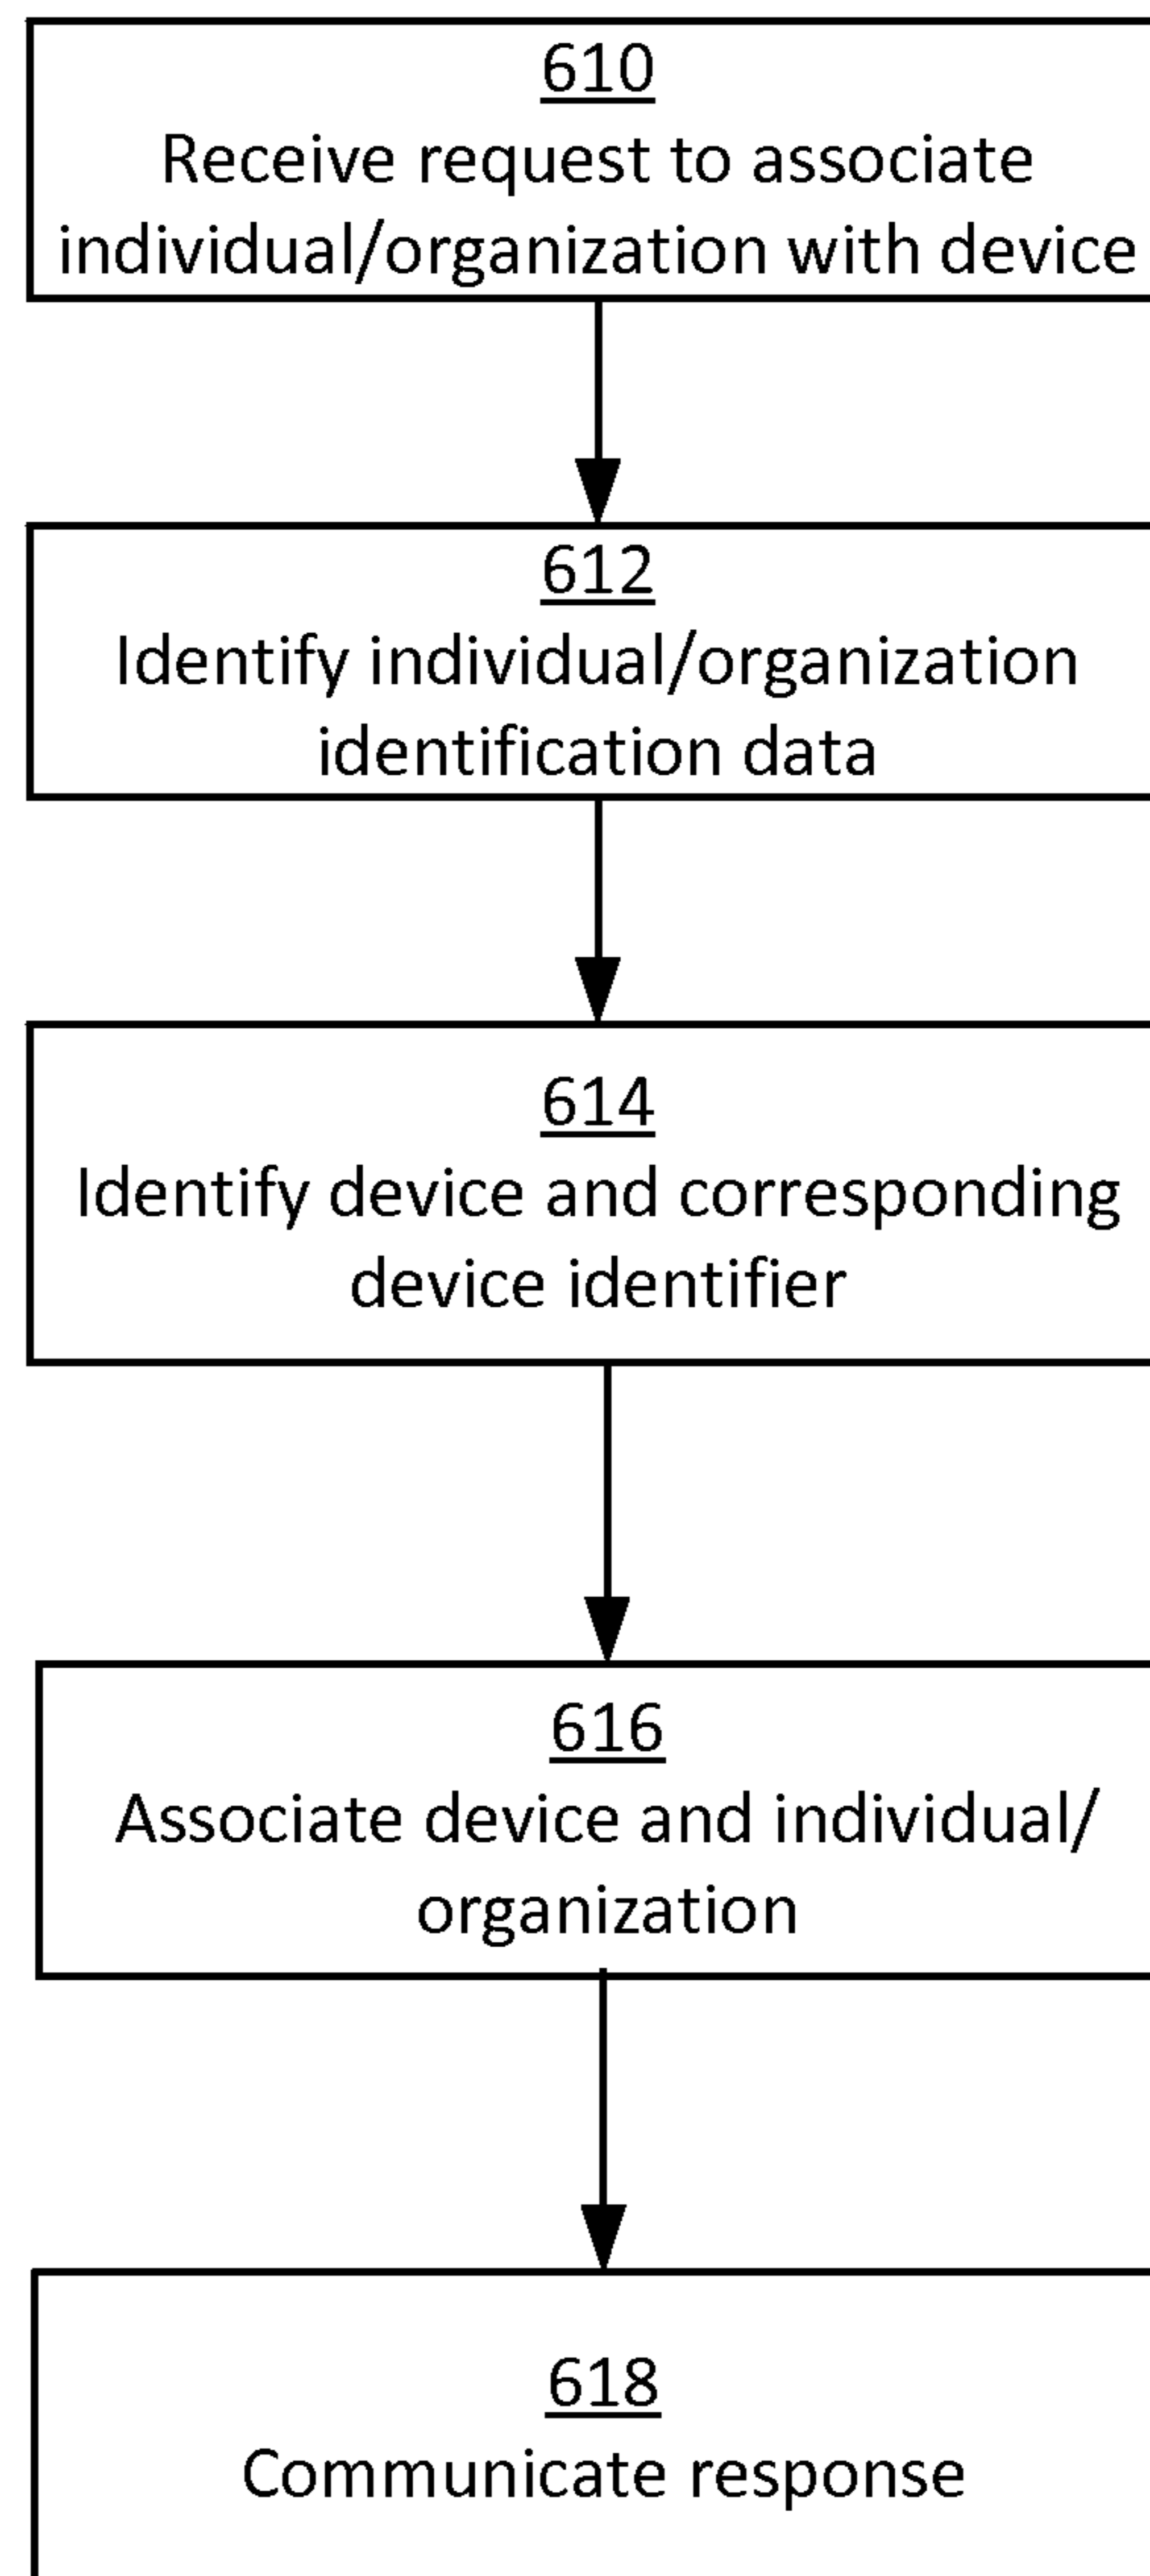 610
Receive request to associate
individual/organization with device
612
Identify individual/organization
identification data
614
Identify device and corresponding
device identifier
616
Associate device and individual/
organization
618
Communicate response